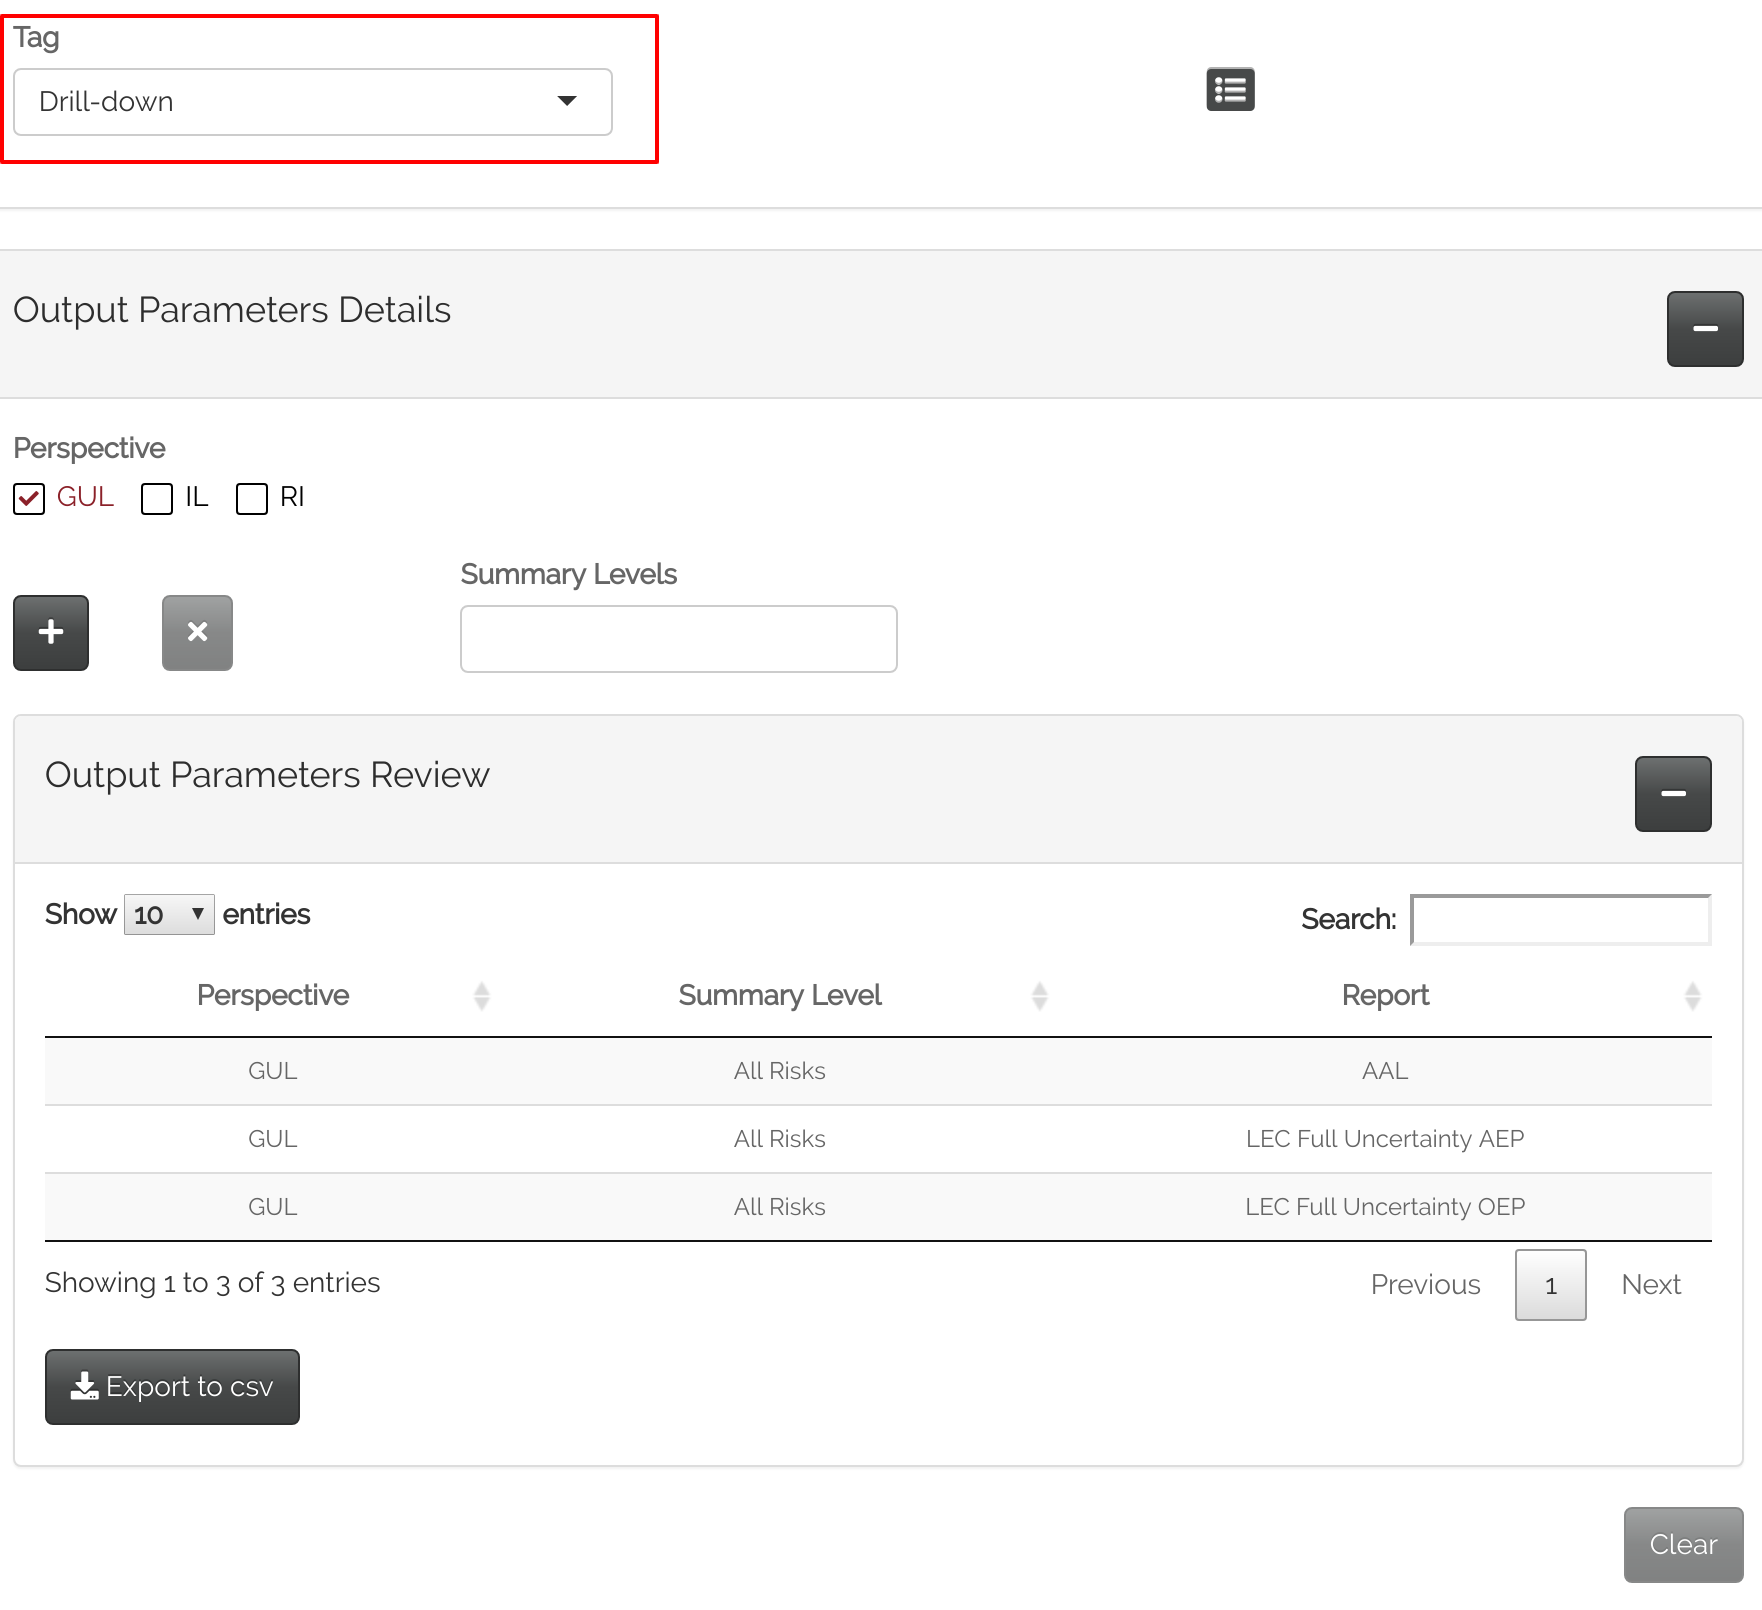 Tag
Drill-down
Output Parameters Details
Perspective
GUL IL RI
Summary Levels
Output Parameters Review
Show 10 entries Search:
Perspective Summary Level Report
GUL All Risks AAL
GUL All Risks LEC Full Uncertainty AEP
GUL All Risks LEC Full Uncertainty OEP
Showing 1 to 3 of 3 entries Previous 1 Next
Export to csv
Clear